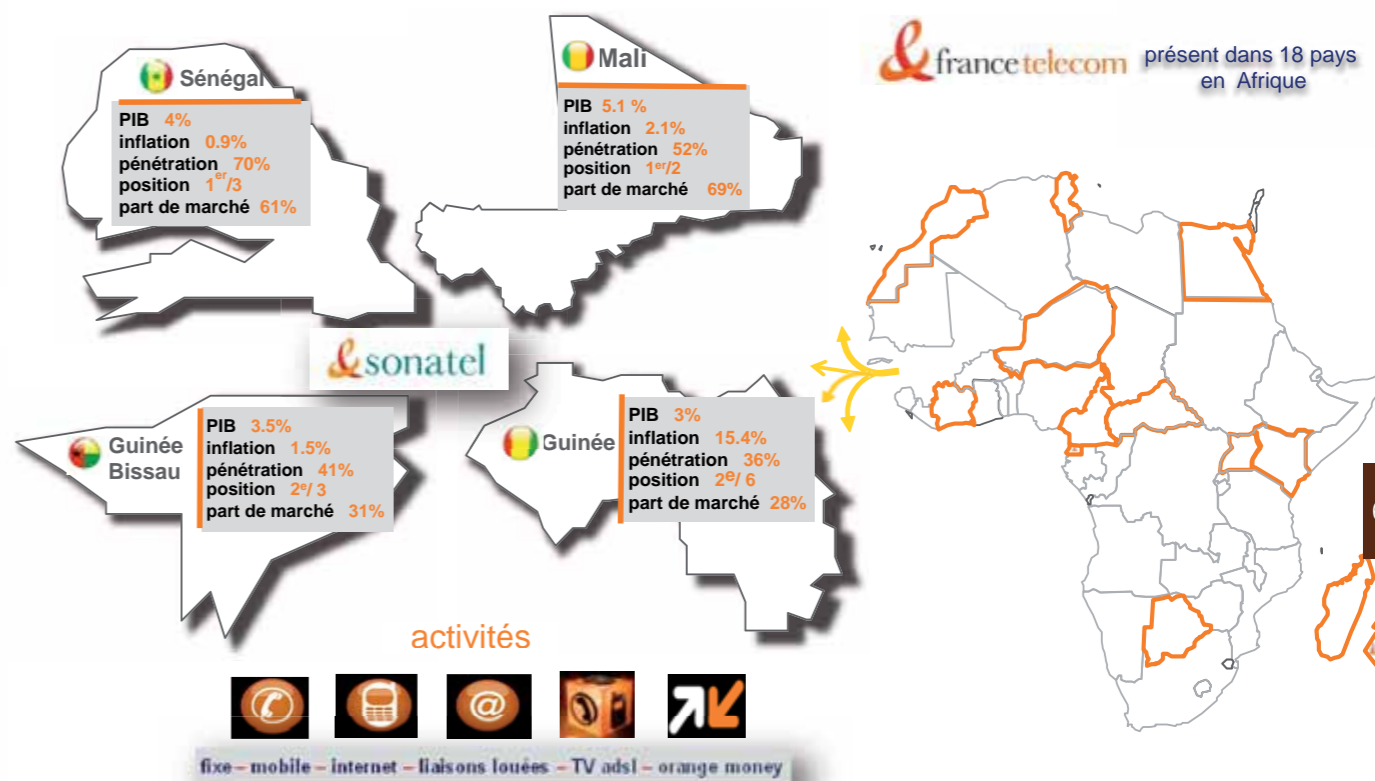 Sénégal
PIB 4%
inflation 0.9%
pénétration 70%
position 1er/3
part de marché 61%
Mali
PIB 5.1 %
inflation 2.1%
pénétration 52%
position 1er/2
part de marché 69%
& france telecom
présent dans 18 pays
en Afrique
& sonatel
Guinée
Bissau
PIB 3.5%
inflation 1.5%
pénétration 41%
position 2e/ 3
part de marché 31%
Guinée
PIB 3%
inflation 15.4%
pénétration 36%
position 2e/ 6
part de marché 28%
activités
@
fixe – mobile – internet – liaisons louées – TV adsl – orange money